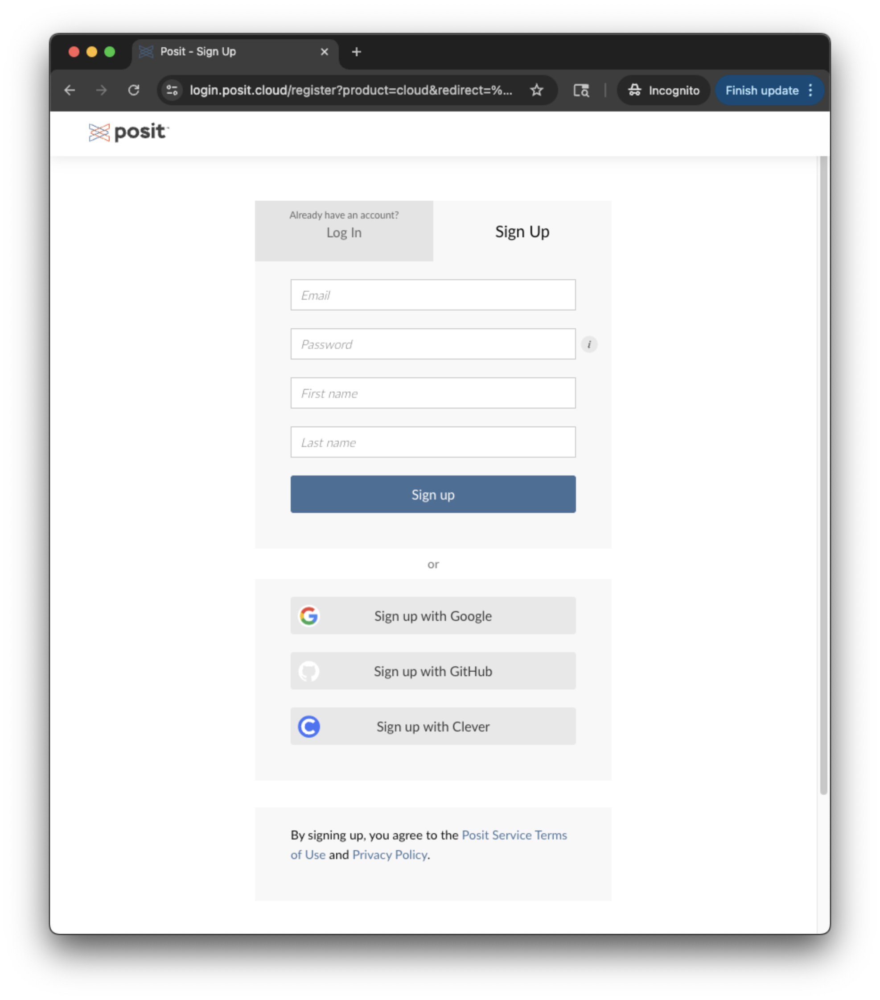 Posit - Sign Up
login.posit.cloud/register?product=cloud&redirect=%...
Incognito
Finish update
posit™
Already have an account?
Log In
Sign Up
Email
Password
i
First name
Last name
Sign up
or
Sign up with Google
Sign up with GitHub
Sign up with Clever
By signing up, you agree to the Posit Service Terms
of Use and Privacy Policy.